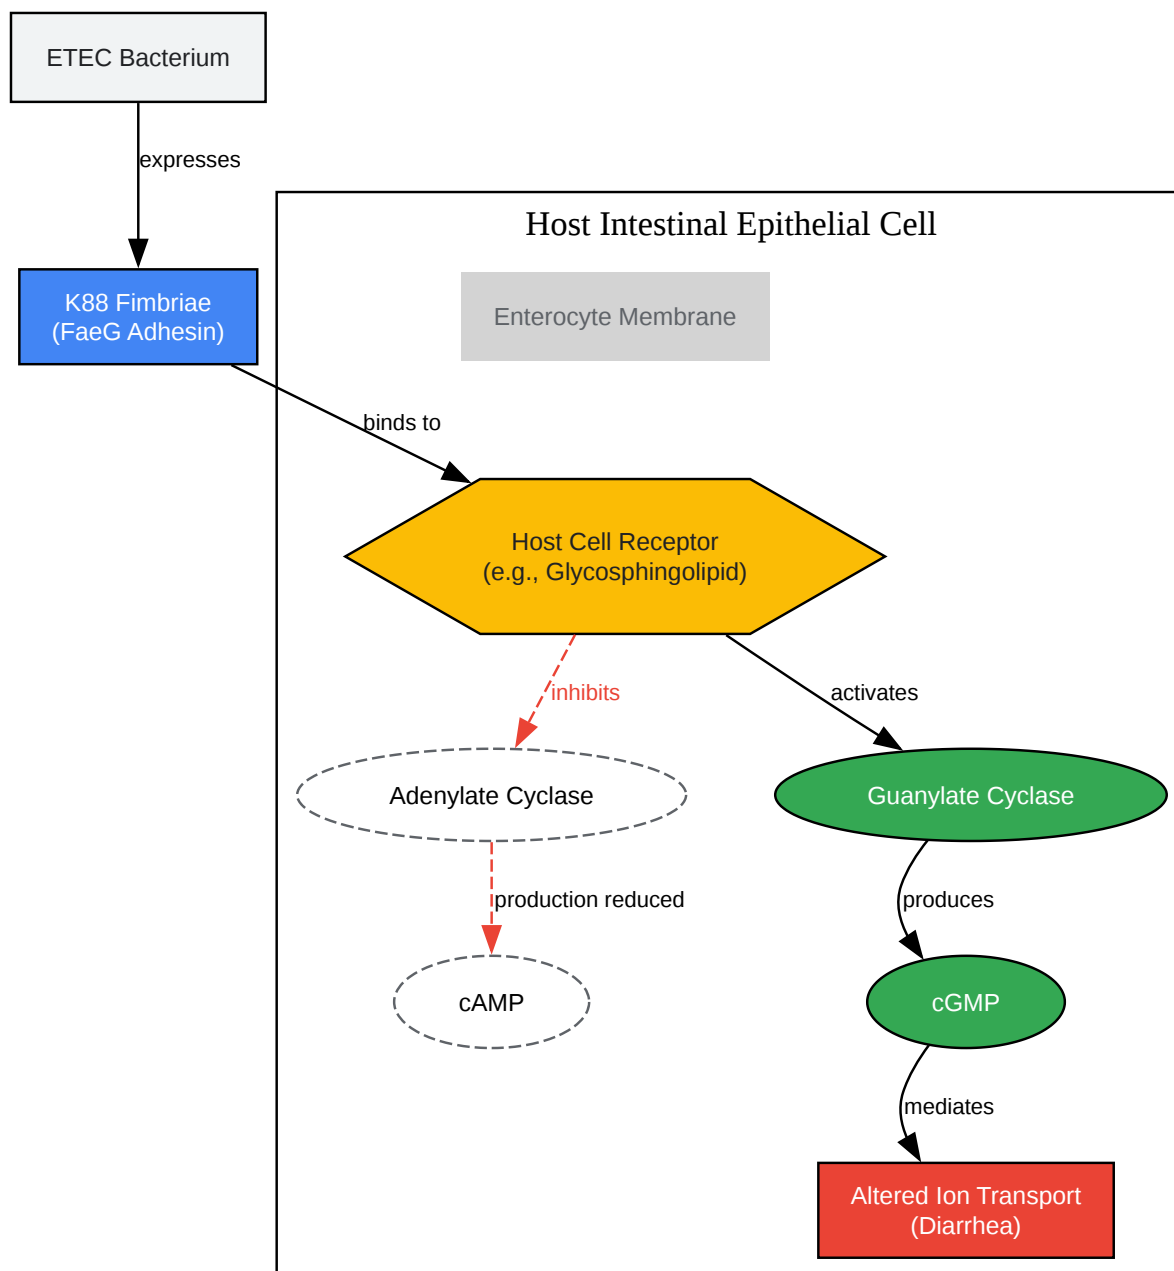 ETEC Bacterium
expresses
Host Intestinal Epithelial Cell
K88 Fimbriae
(FaeG Adhesin)
Enterocyte Membrane
binds to
Host Cell Receptor
(e.g., Glycosphingolipid)
inhibits
activates
Adenylate Cyclase
Guanylate Cyclase
production reduced
produces
cAMP
cGMP
mediates
Altered Ion Transport
(Diarrhea)